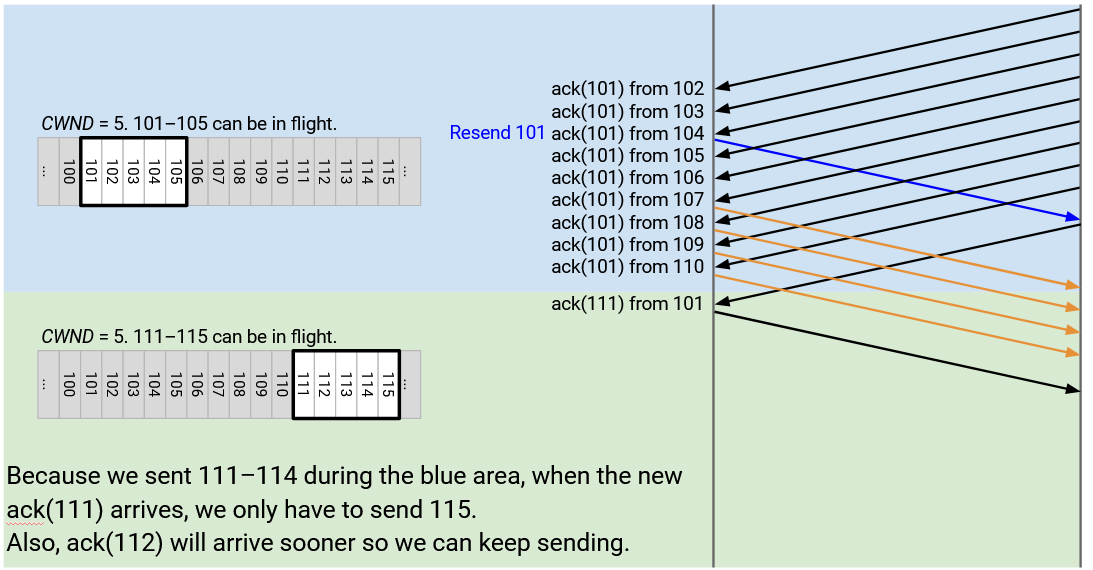 ack(101) from 102
ack(101) from 103
Resend 101 ack(101) from 104
ack(101) from 105
ack(101) from 106
ack(101) from 107
ack(101) from 108
ack(101) from 109
ack(101) from 110
CWND = 5. 101–105 can be in flight.
... 100 101 102 103 104 105 106 107 108 109 110 111 112 113 114 115 ...
ack(111) from 101
CWND = 5. 111–115 can be in flight.
... 100 101 102 103 104 105 106 107 108 109 110 111 112 113 114 115 ...
Because we sent 111–114 during the blue area, when the new
ack(111) arrives, we only have to send 115.
Also, ack(112) will arrive sooner so we can keep sending.